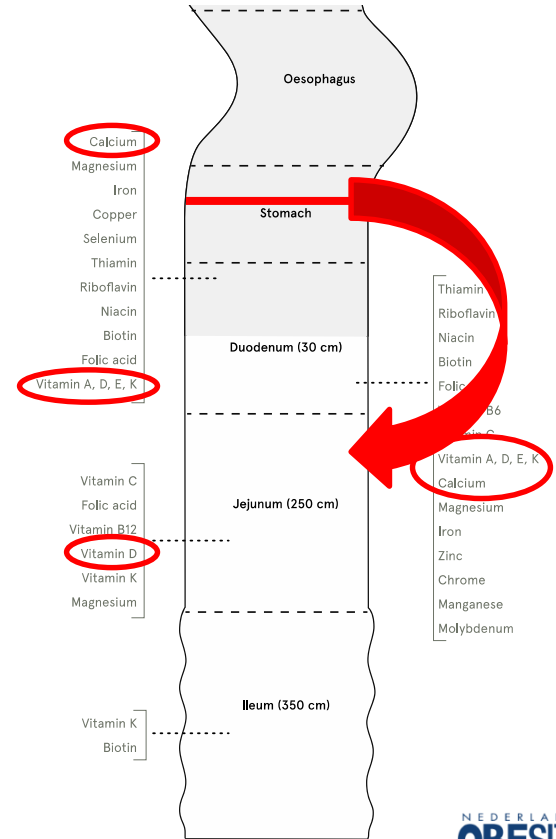 Oesophagus
Calcium
Magnesium
Iron
Copper
Selenium
Thiamin
Riboflavin
Niacin
Biotin
Folic acid
Vitamin A, D, E, K
Stomach
Duodenum (30 cm)
Thiamin
Riboflavin
Niacin
Biotin
Folic
B6
Vitamin A, D, E, K
Calcium
Magnesium
Iron
Zinc
Chrome
Manganese
Molybdenum
Vitamin C
Folic acid
Vitamin B12
Vitamin D
Vitamin K
Magnesium
Jejunum (250 cm)
Vitamin K
Biotin
Ileum (350 cm)